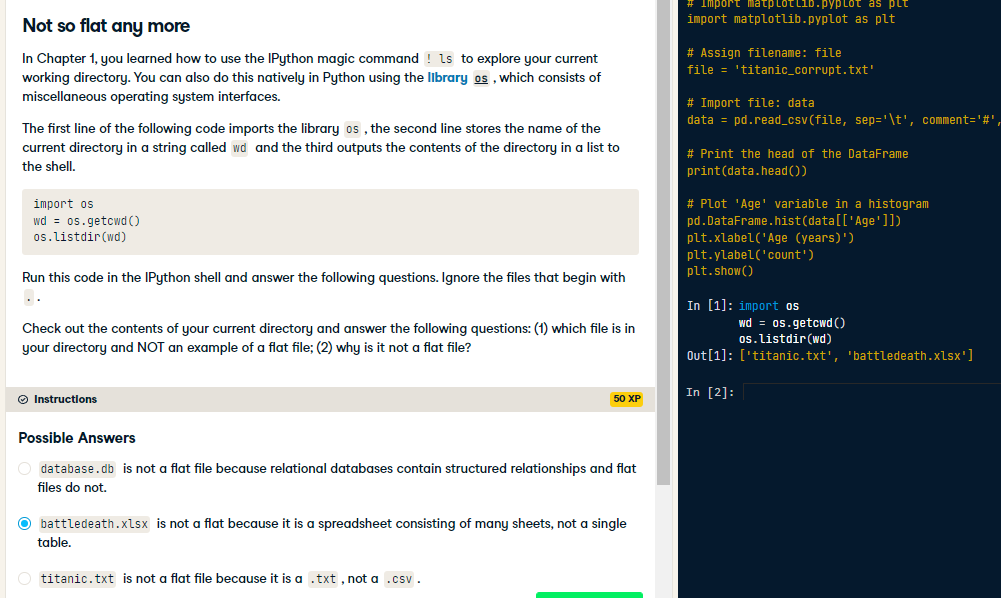 Not so flat any more
In Chapter 1, you learned how to use the IPython magic command ! ls to explore your current
working directory. You can also do this natively in Python using the library os , which consists of
miscellaneous operating system interfaces.
The first line of the following code imports the library os , the second line stores the name of the
current directory in a string called wd and the third outputs the contents of the directory in a list to
the shell.
import os
wd = os.getcwd()
os.listdir(wd)
Run this code in the IPython shell and answer the following questions. Ignore the files that begin with
. .
Check out the contents of your current directory and answer the following questions: (1) which file is in
your directory and NOT an example of a flat file; (2) why is it not a flat file?
Instructions 50 XP
Possible Answers
database.db is not a flat file because relational databases contain structured relationships and flat
files do not.
battledeath.xlsx is not a flat because it is a spreadsheet consisting of many sheets, not a single
table.
titanic.txt is not a flat file because it is a .txt , not a .csv .
# Import matplotlib.pyplot as plt
import matplotlib.pyplot as plt
# Assign filename: file
file = 'titanic_corrupt.txt'
# Import file: data
data = pd.read_csv(file, sep='\t', comment='#',
# Print the head of the DataFrame
print(data.head())
# Plot 'Age' variable in a histogram
pd.DataFrame.hist(data[['Age']])
plt.xlabel('Age (years)')
plt.ylabel('count')
plt.show()
In [1]: import os
wd = os.getcwd()
os.listdir(wd)
Out[1]: ['titanic.txt', 'battledeath.xlsx']
In [2]: